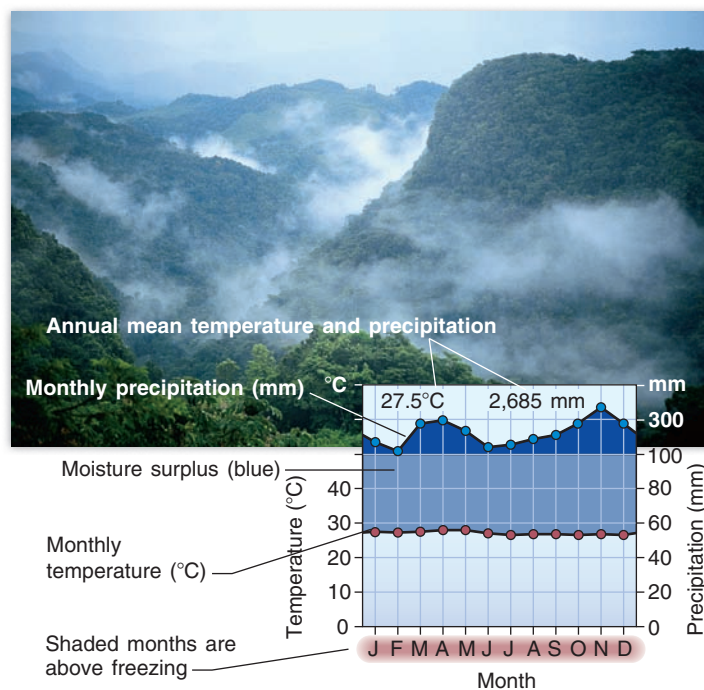 Annual mean temperature and precipitation
Monthly precipitation (mm)
°C
mm
27.5°C
2,685 mm
300
Moisture surplus (blue)
100
40
80
30
60
20
40
10
20
0
0
Temperature (°C)
Precipitation (mm)
Monthly
temperature (°C)
Shaded months are
above freezing
J F M A M J J A S O N D
Month